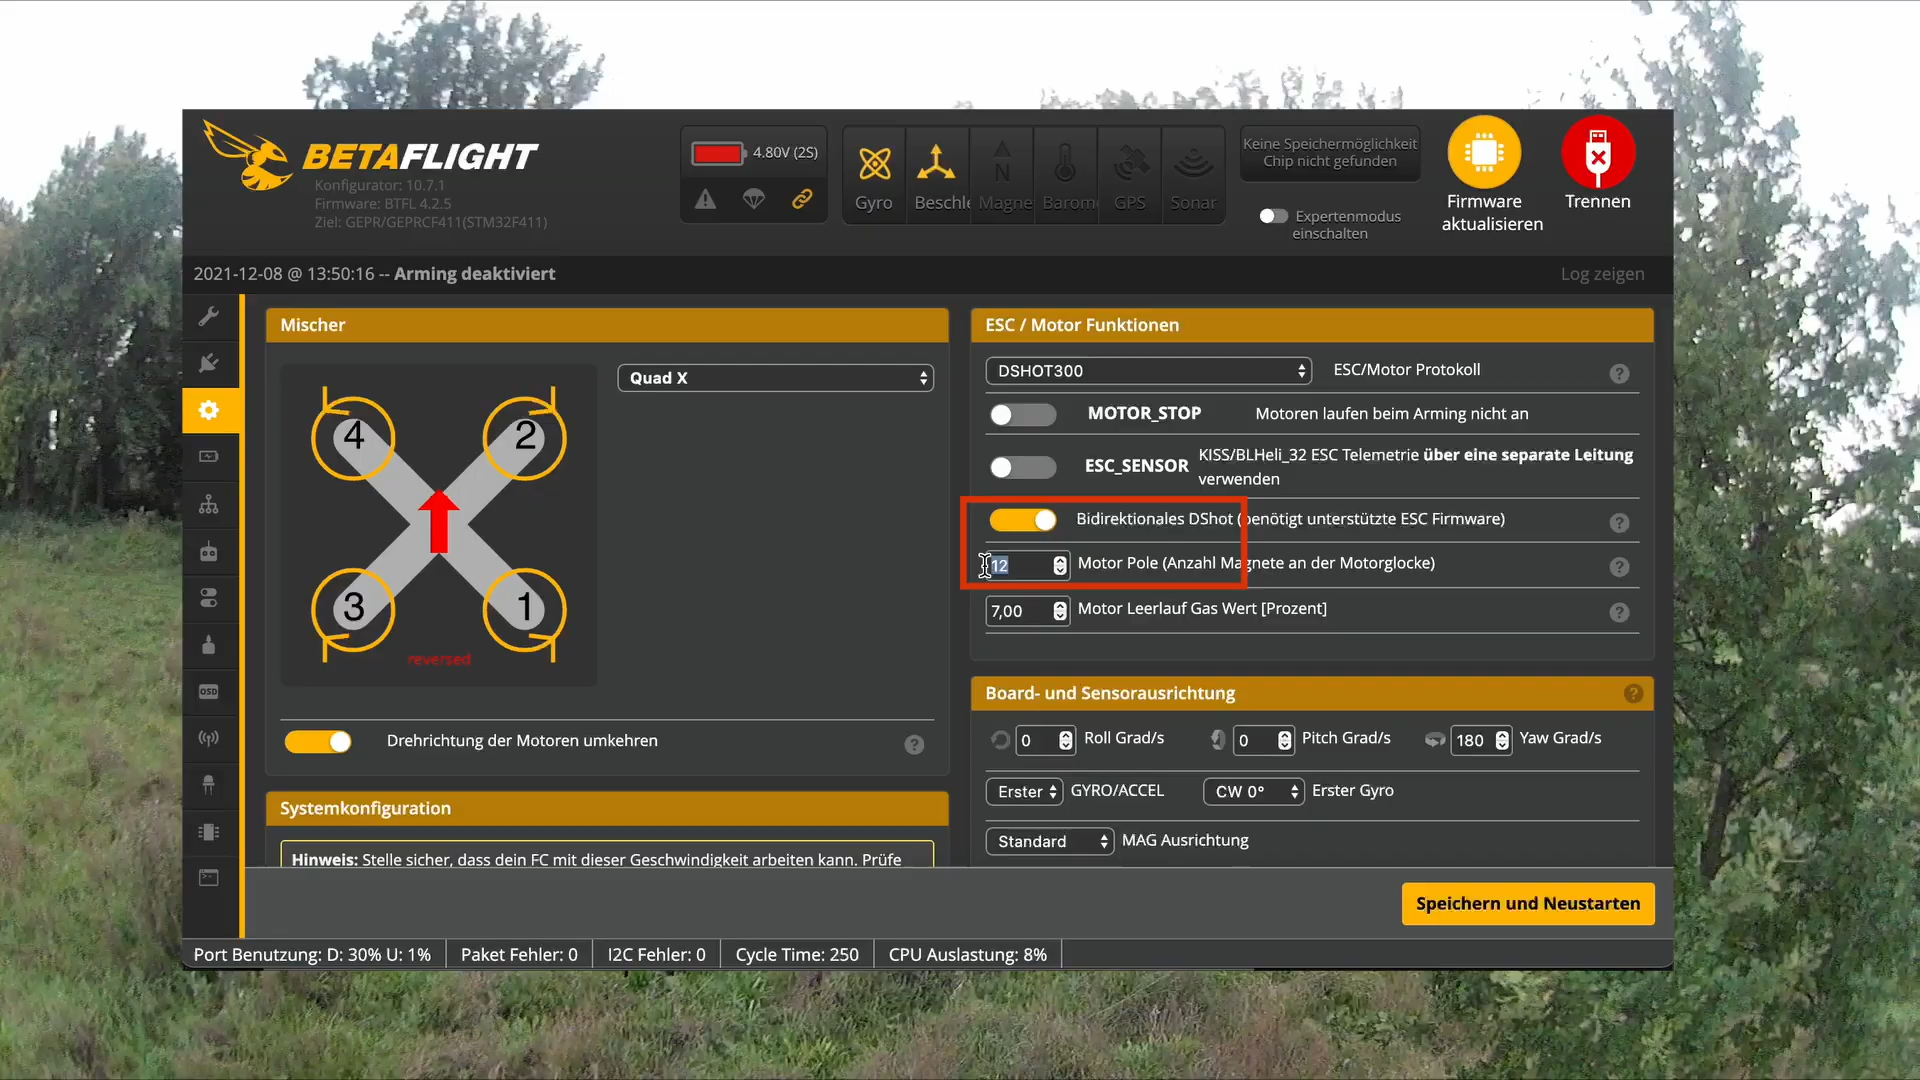 BETAFLIGHT
Konfigurator: 10.7.1
Firmware: BTFL 4.2.5
Ziel: GEPR/GEPRCF411(STM32F411)
4.80V (2S)
Gyro
Beschle
N
Magne
Barom
GPS
Sonar
Keine Speichermöglichkeit
Chip nicht gefunden
Expertenmodus
einschalten
Firmware
aktualisieren
Trennen
2021-12-08 @ 13:50:16 -- Arming deaktiviert
Log zeigen
Mischer
Quad X
4
2
3
1
reversed
Drehrichtung der Motoren umkehren
?
Systemkonfiguration
Hinweis: Stelle sicher, dass dein FC mit dieser Geschwindigkeit arbeiten kann. Prüfe
ESC / Motor Funktionen
DSHOT300
ESC/Motor Protokoll
?
MOTOR_STOP
Motoren laufen beim Arming nicht an
ESC_SENSOR
KISS/BLHeli_32 ESC Telemetrie über eine separate Leitung
verwenden
Bidirektionales DShot (benötigt unterstützte ESC Firmware)
?
12
Motor Pole (Anzahl Magnete an der Motorglocke)
?
7,00
Motor Leerlauf Gas Wert [Prozent]
?
Board- und Sensorausrichtung
?
0
Roll Grad/s
0
Pitch Grad/s
180
Yaw Grad/s
Erster
GYRO/ACCEL
CW 0°
Erster Gyro
Standard
MAG Ausrichtung
OSD
Speichern und Neustarten
Port Benutzung: D: 30% U: 1%
Paket Fehler: 0
I2C Fehler: 0
Cycle Time: 250
CPU Auslastung: 8%